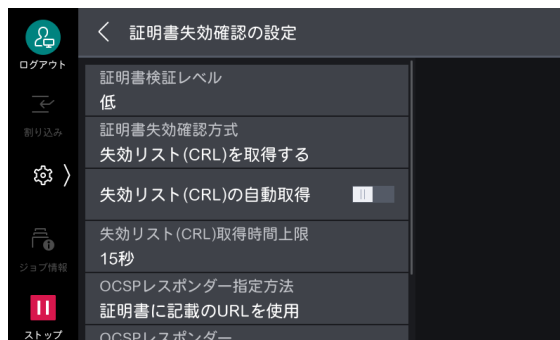 証明書失効確認の設定
ログアウト
割り込み
ジョブ情報
ストップ
証明書検証レベル
低
証明書失効確認方式
失効リスト(CRL)を取得する
失効リスト(CRL)の自動取得
失効リスト(CRL)取得時間上限
15秒
OCSPレスポンダー指定方法
証明書に記載のURLを使用
OCSPレスポンダー